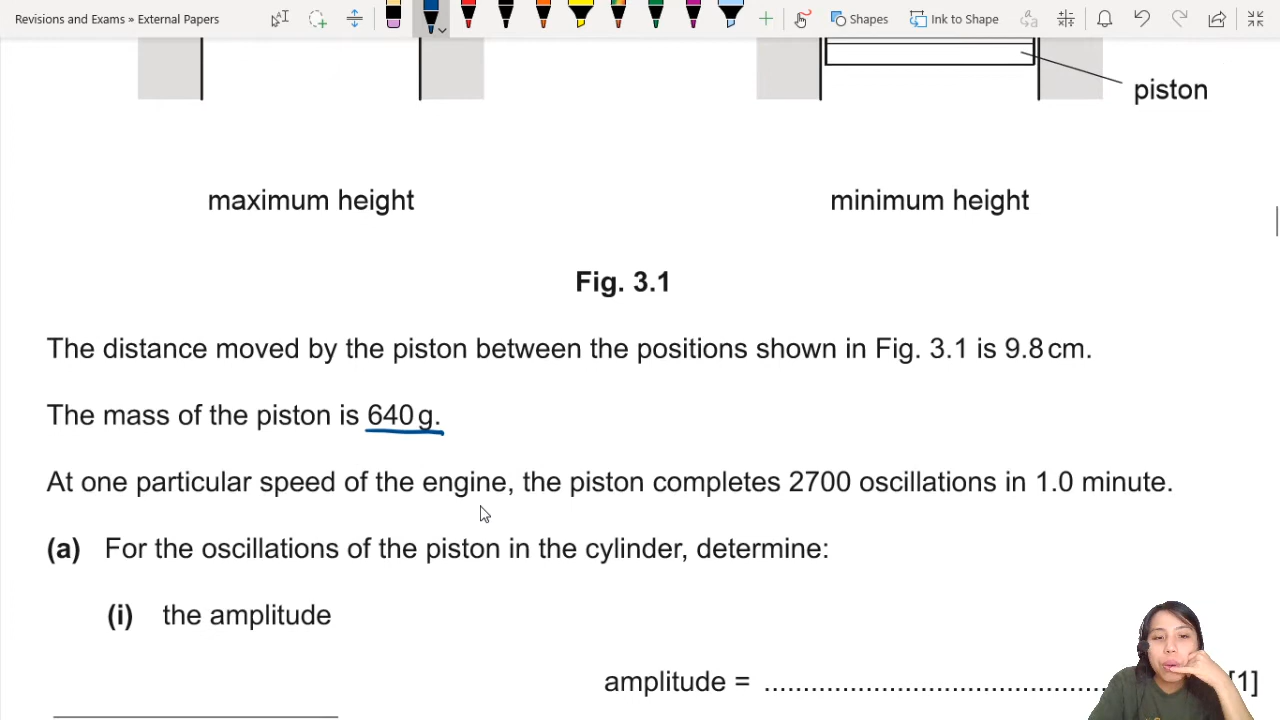 Revisions and Exams » External Papers
Shapes
Ink to Shape
piston
maximum height
minimum height
Fig. 3.1
The distance moved by the piston between the positions shown in Fig. 3.1 is 9.8 cm.
The mass of the piston is 640 g.
At one particular speed of the engine, the piston completes 2700 oscillations in 1.0 minute.
(a) For the oscillations of the piston in the cylinder, determine:
(i) the amplitude
amplitude = ............................................ [1]